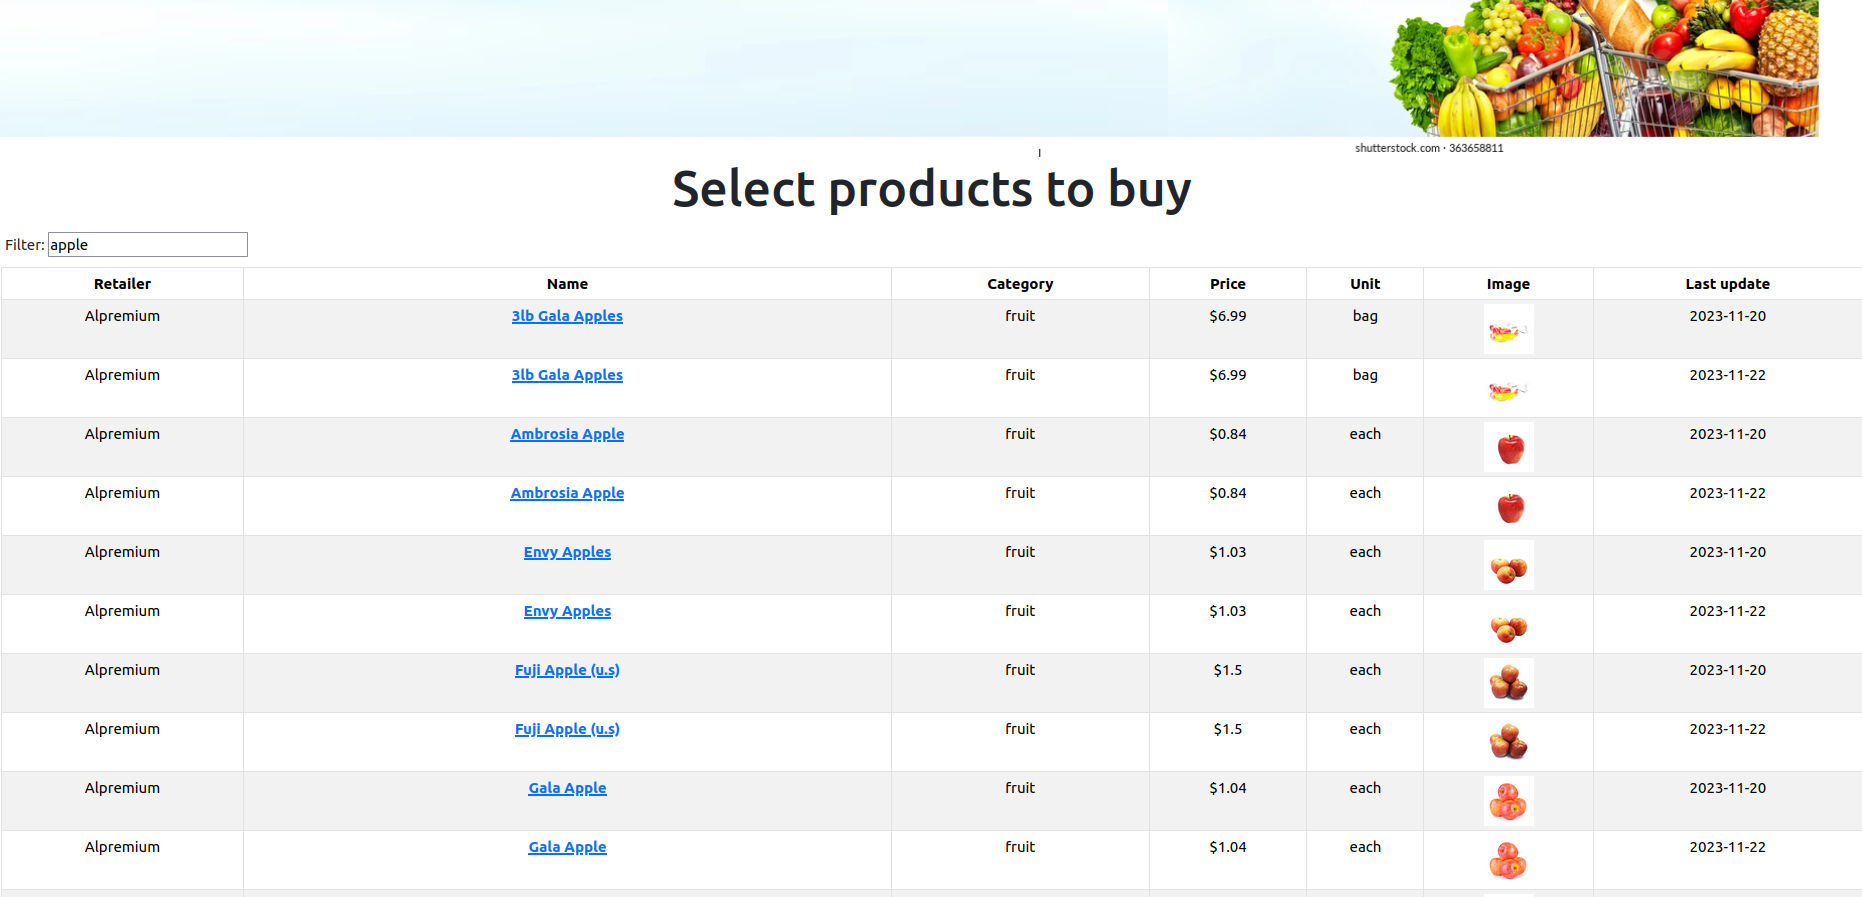 shutterstock.com · 363658811
Select products to buy
Filter: apple
Retailer Name Category Price Unit Image Last update
Alpremium 3lb Gala Apples fruit $6.99 bag 2023-11-20
Alpremium 3lb Gala Apples fruit $6.99 bag 2023-11-22
Alpremium Ambrosia Apple fruit $0.84 each 2023-11-20
Alpremium Ambrosia Apple fruit $0.84 each 2023-11-22
Alpremium Envy Apples fruit $1.03 each 2023-11-20
Alpremium Envy Apples fruit $1.03 each 2023-11-22
Alpremium Fuji Apple (u.s) fruit $1.5 each 2023-11-20
Alpremium Fuji Apple (u.s) fruit $1.5 each 2023-11-22
Alpremium Gala Apple fruit $1.04 each 2023-11-20
Alpremium Gala Apple fruit $1.04 each 2023-11-22